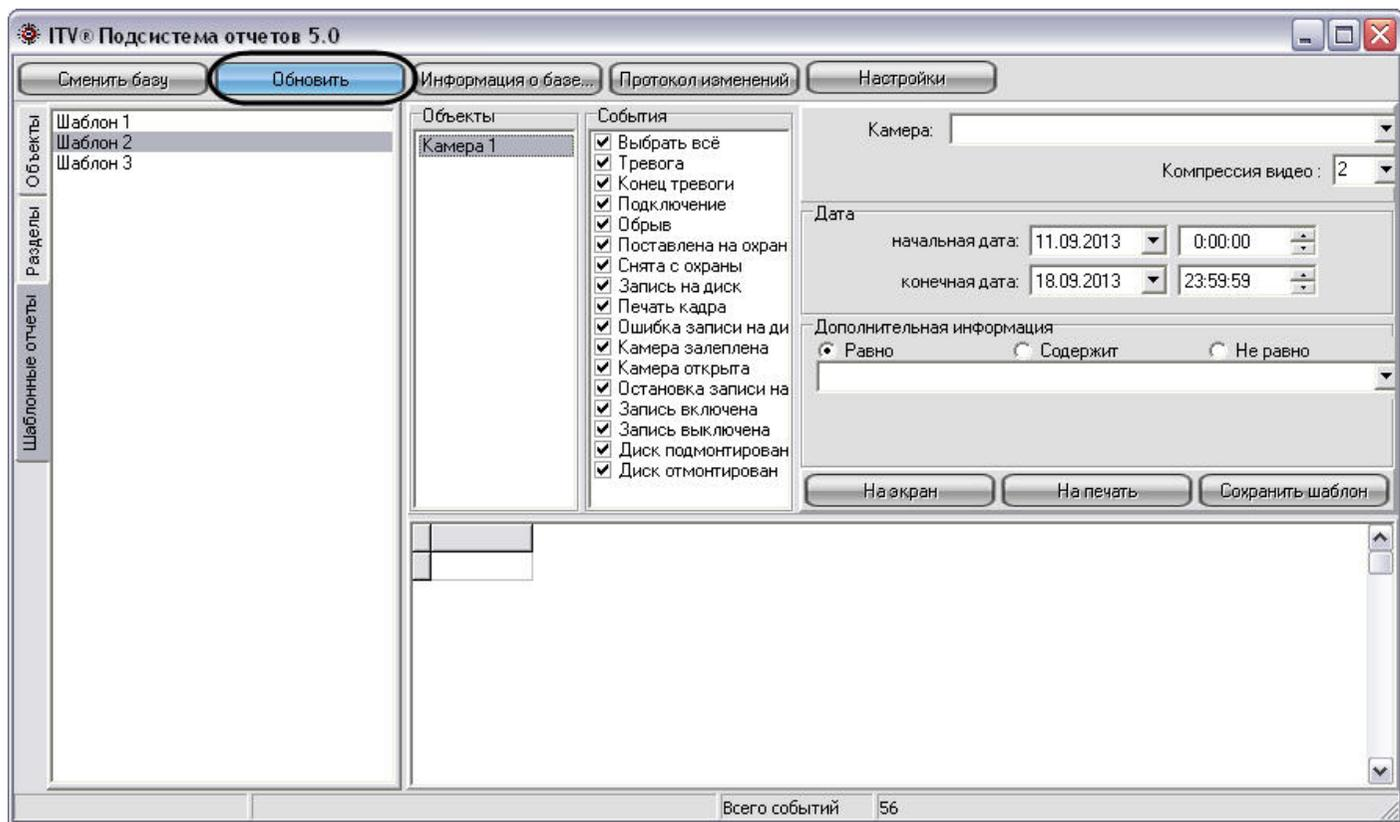 ITV® Подсистема отчетов 5.0
Сменить базу
Обновить
Информация о базе...
Протокол изменений
Настройки
Объекты
Разделы
Шаблонные отчеты
Шаблон 1
Шаблон 2
Шаблон 3
Объекты
Камера 1
События
Выбрать всё
Тревога
Конец тревоги
Подключение
Обрыв
Поставлена на охран
Снята с охраны
Запись на диск
Печать кадра
Ошибка записи на ди
Камера залеплена
Камера открыта
Остановка записи на
Запись включена
Запись выключена
Диск подмонтирован
Диск отмонтирован
Камера:
Компрессия видео : 2
Дата
начальная дата: 11.09.2013 0:00:00
конечная дата: 18.09.2013 23:59:59
Дополнительная информация
Равно Содержит Не равно
На экран
На печать
Сохранить шаблон
Всего событий 56